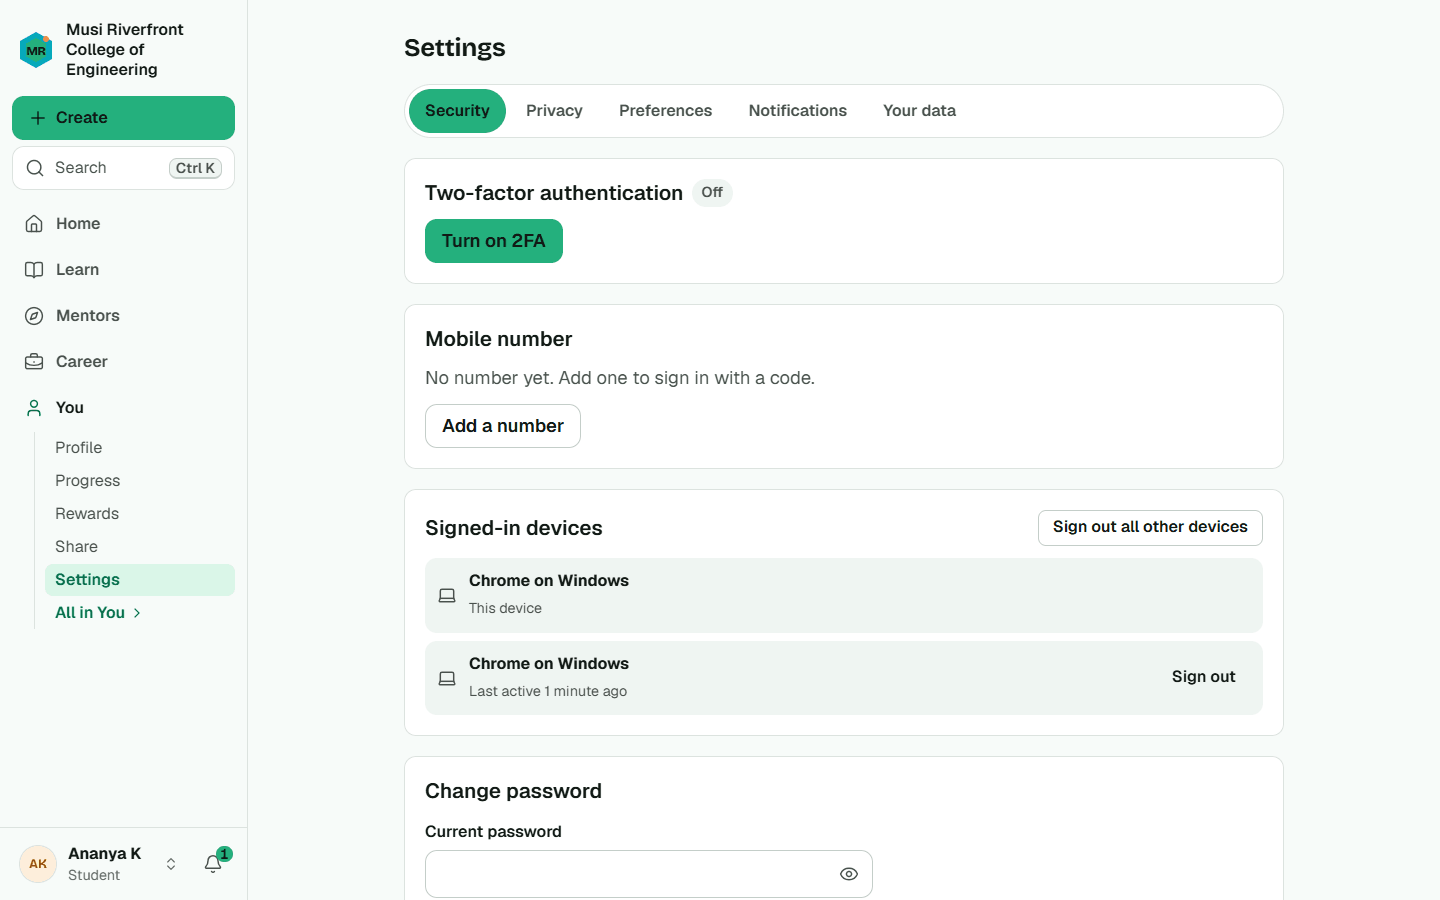 Musi Riverfront
College of
Engineering
MR
Create
Search
Ctrl K
Home
Learn
Mentors
Career
You
Profile
Progress
Rewards
Share
Settings
All in You
AK
Ananya K
Student
1
Settings
Security
Privacy
Preferences
Notifications
Your data
Two-factor authentication
Off
Turn on 2FA
Mobile number
No number yet. Add one to sign in with a code.
Add a number
Signed-in devices
Sign out all other devices
Chrome on Windows
This device
Chrome on Windows
Last active 1 minute ago
Sign out
Change password
Current password